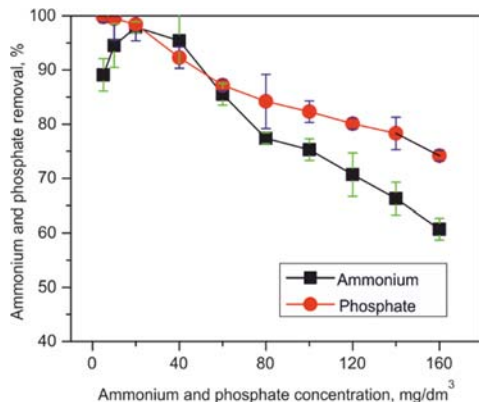 Ammonium and phosphate removal, %
100
90
80
70
60
50
40
Ammonium
Phosphate
0 40 80 120 160
Ammonium and phosphate concentration, mg/dm³